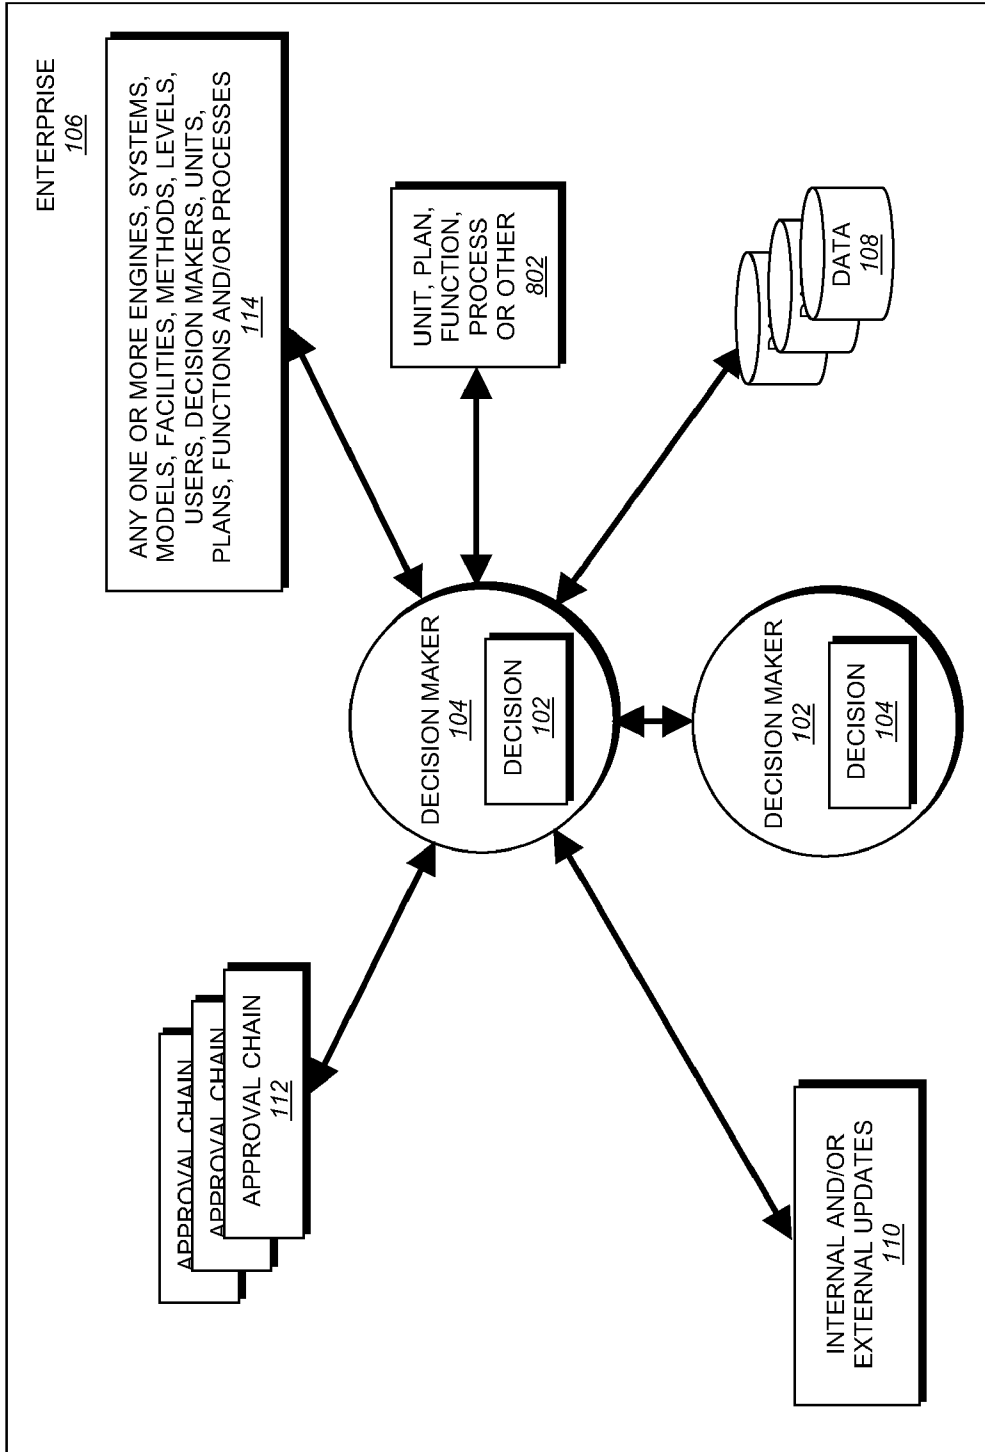 ENTERPRISE
106
APPROVAL CHAIN
APPROVAL CHAIN
APPROVAL CHAIN
112
ANY ONE OR MORE ENGINES, SYSTEMS,
MODELS, FACILITIES, METHODS, LEVELS,
USERS, DECISION MAKERS, UNITS,
PLANS, FUNCTIONS AND/OR PROCESSES
114
DECISION MAKER
104
DECISION
102
UNIT, PLAN,
FUNCTION,
PROCESS
OR OTHER
802
INTERNAL AND/OR
EXTERNAL UPDATES
110
DECISION MAKER
102
DECISION
104
DATA
108